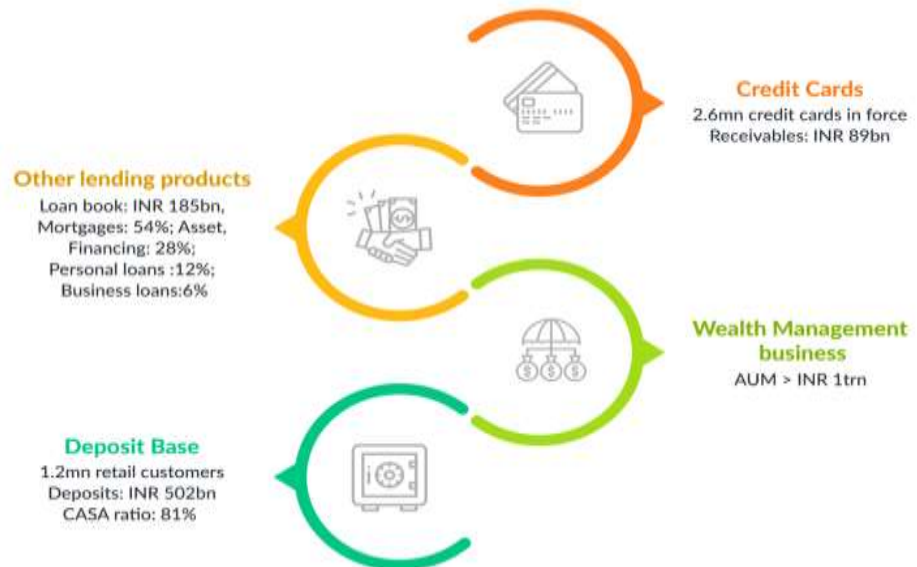 Credit Cards
2.6mn credit cards in force
Receivables: INR 89bn
Other lending products
Loan book: INR 185bn,
Mortgages: 54%; Asset,
Financing: 28%;
Personal loans :12%;
Business loans:6%
Wealth Management
business
AUM > INR 1trn
Deposit Base
1.2mn retail customers
Deposits: INR 502bn
CASA ratio: 81%